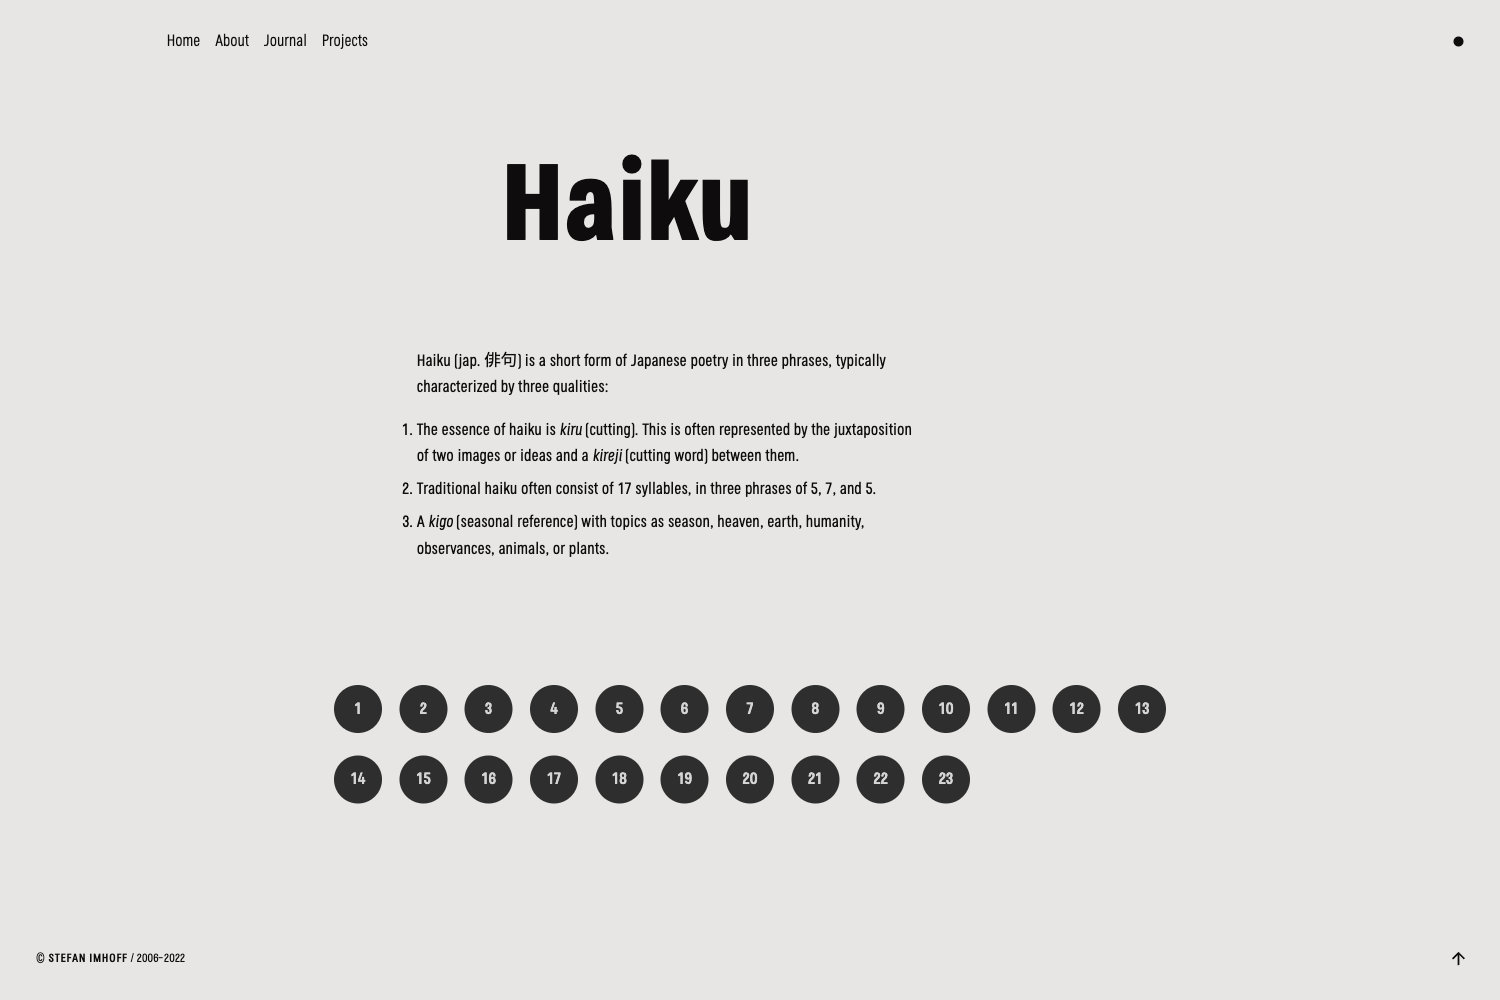 Home About Journal Projects
Haiku
Haiku (jap. 俳句) is a short form of Japanese poetry in three phrases, typically
characterized by three qualities:
1. The essence of haiku is kiru (cutting). This is often represented by the juxtaposition
of two images or ideas and a kireji (cutting word) between them.
2. Traditional haiku often consist of 17 syllables, in three phrases of 5, 7, and 5.
3. A kigo (seasonal reference) with topics as season, heaven, earth, humanity,
observances, animals, or plants.
1 2 3 4 5 6 7 8 9 10 11 12 13
14 15 16 17 18 19 20 21 22 23
© STEFAN IMHOFF / 2006–2022